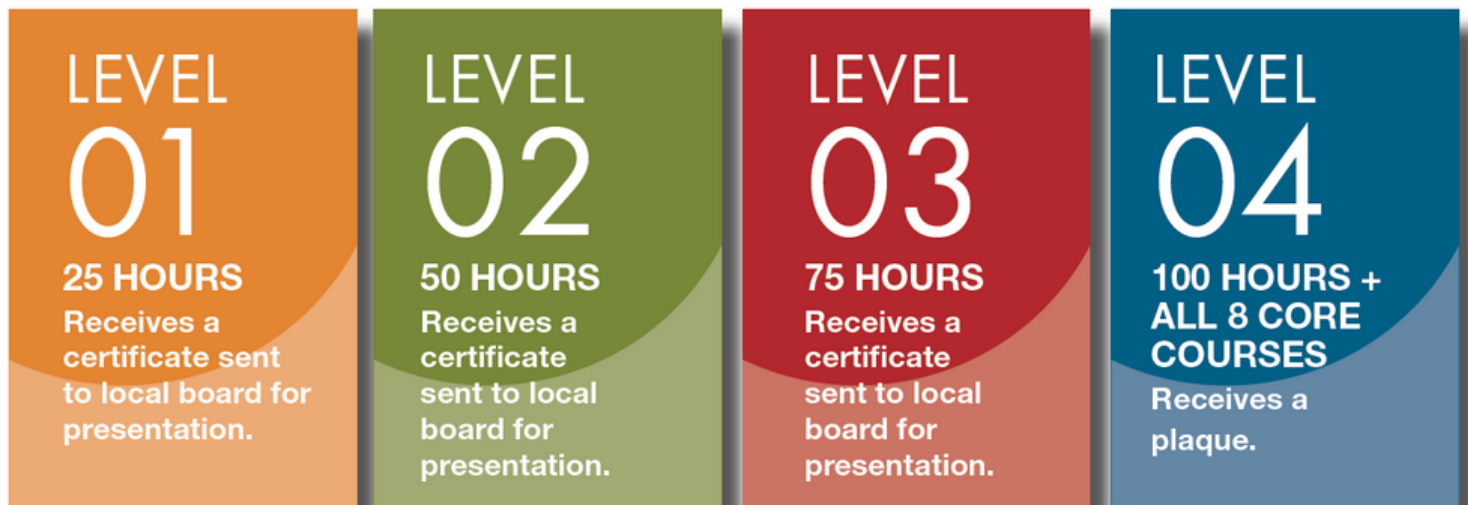 LEVEL
01
25 HOURS
Receives a
certificate sent
to local board for
presentation.
LEVEL
02
50 HOURS
Receives a
certificate
sent to local
board for
presentation.
LEVEL
03
75 HOURS
Receives a
certificate
sent to local
board for
presentation.
LEVEL
04
100 HOURS +
ALL 8 CORE
COURSES
Receives a
plaque.